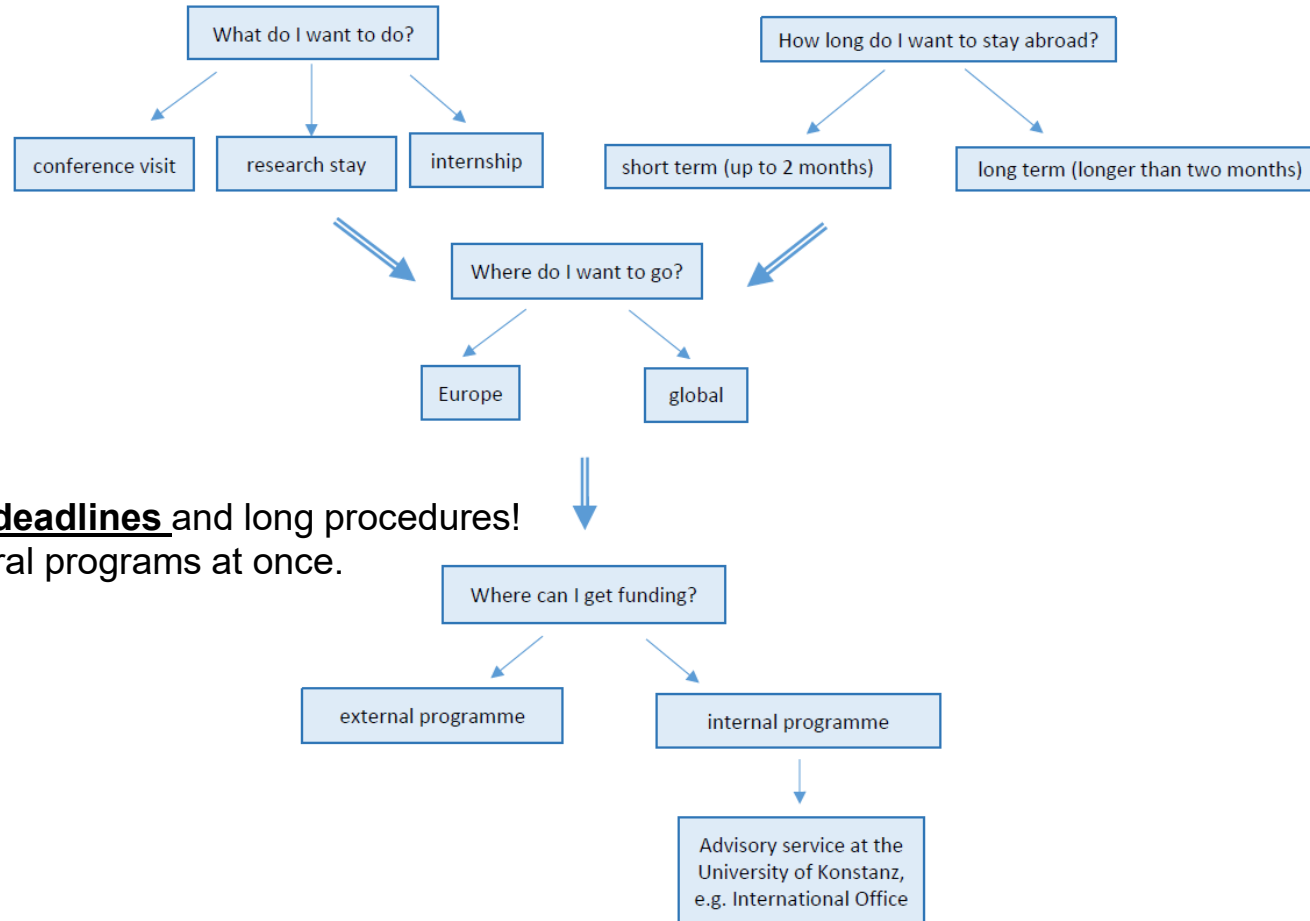 What do I want to do?
How long do I want to stay abroad?
conference visit
research stay
internship
short term (up to 2 months)
long term (longer than two months)
Where do I want to go?
Europe
global
deadlines and long procedures!
ral programs at once.
Where can I get funding?
external programme
internal programme
Advisory service at the
University of Konstanz,
e.g. International Office